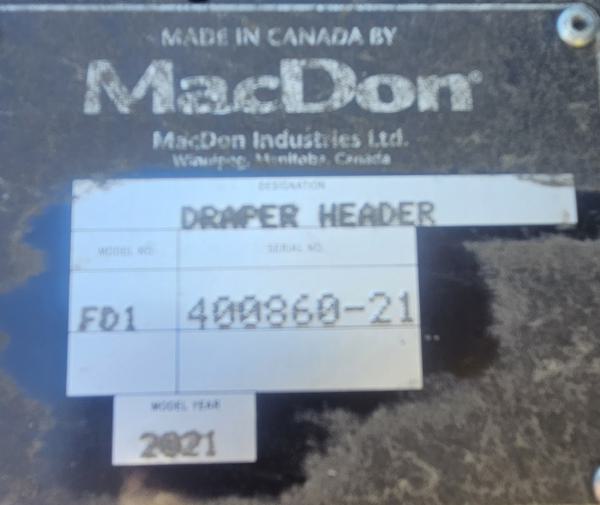 MADE IN CANADA BY
MacDon®
MacDon Industries Ltd.
Winnipeg, Manitoba, Canada
DESIGNATION
DRAPER HEADER
MODEL NO. SERIAL NO.
FD1 400860-21
MODEL YEAR
2021